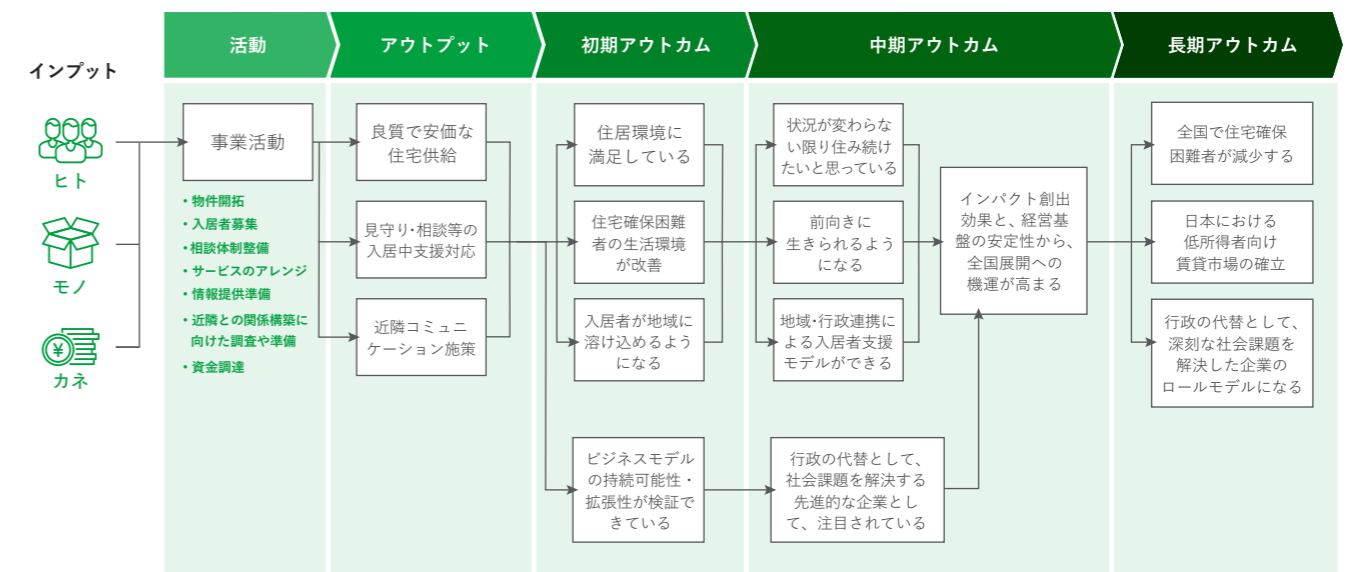 インプット
活動
アウトプット
初期アウトカム
中期アウトカム
長期アウトカム
ヒト
モノ
¥
カネ
事業活動
・物件開拓
・入居者募集
・相談体制整備
・サービスのアレンジ
・情報提供準備
・近隣との関係構築に
向けた調査や準備
・資金調達
良質で安価な
住宅供給
見守り・相談等の
入居中支援対応
近隣コミュニ
ケーション施策
住居環境に
満足している
住宅確保困難
者の生活環境
が改善
入居者が地域に
溶け込めるよう
になる
ビジネスモデル
の持続可能性・
拡張性が検証で
きている
状況が変わらな
い限り住み続け
たいと思っている
前向きに
生きられるよう
になる
地域・行政連携に
よる入居者支援
モデルができる
行政の代替として、
社会課題を解決する
先進的な企業とし
て、注目されている
インパクト創出
効果と、経営基
盤の安定性から、
全国展開への
機運が高まる
全国で住宅確保
困難者が減少する
日本における
低所得者向け
賃貸市場の確立
行政の代替として、
深刻な社会課題を
解決した企業の
ロールモデルになる